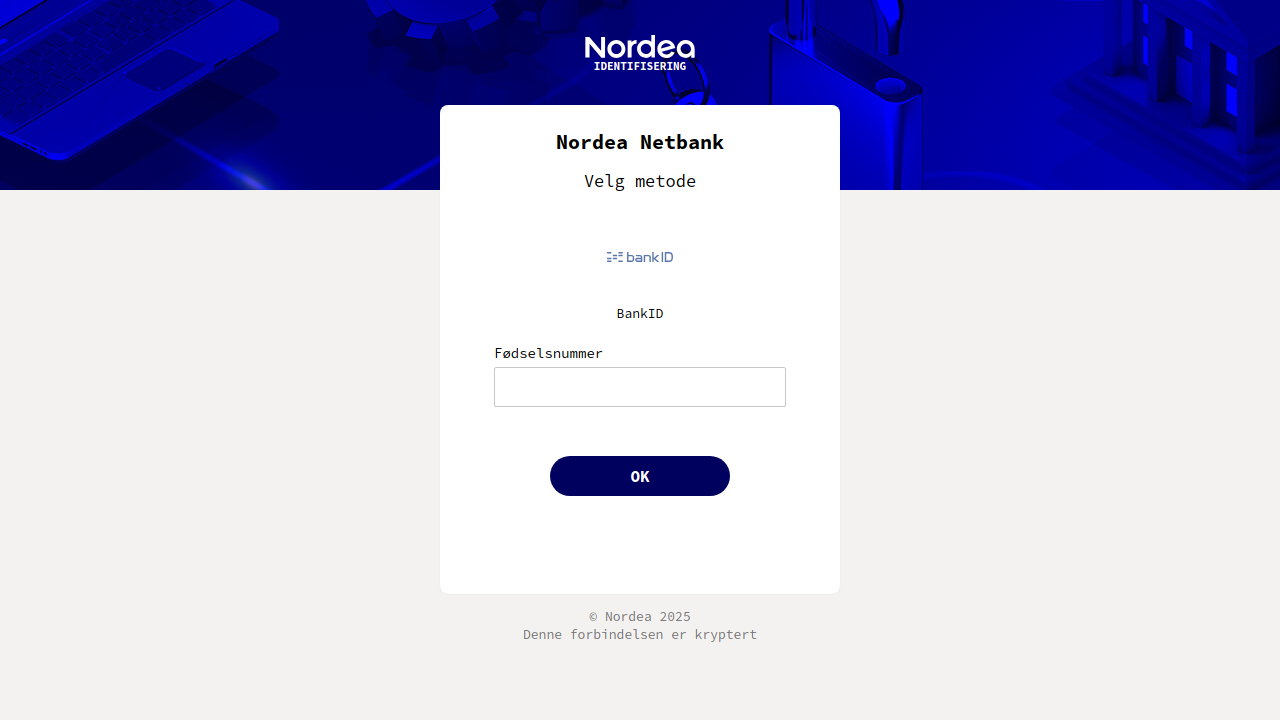 Nordea
IDENTIFISERING
Nordea Netbank
Velg metode
bankID
BankID
Fødselsnummer
OK
© Nordea 2025
Denne forbindelsen er kryptert